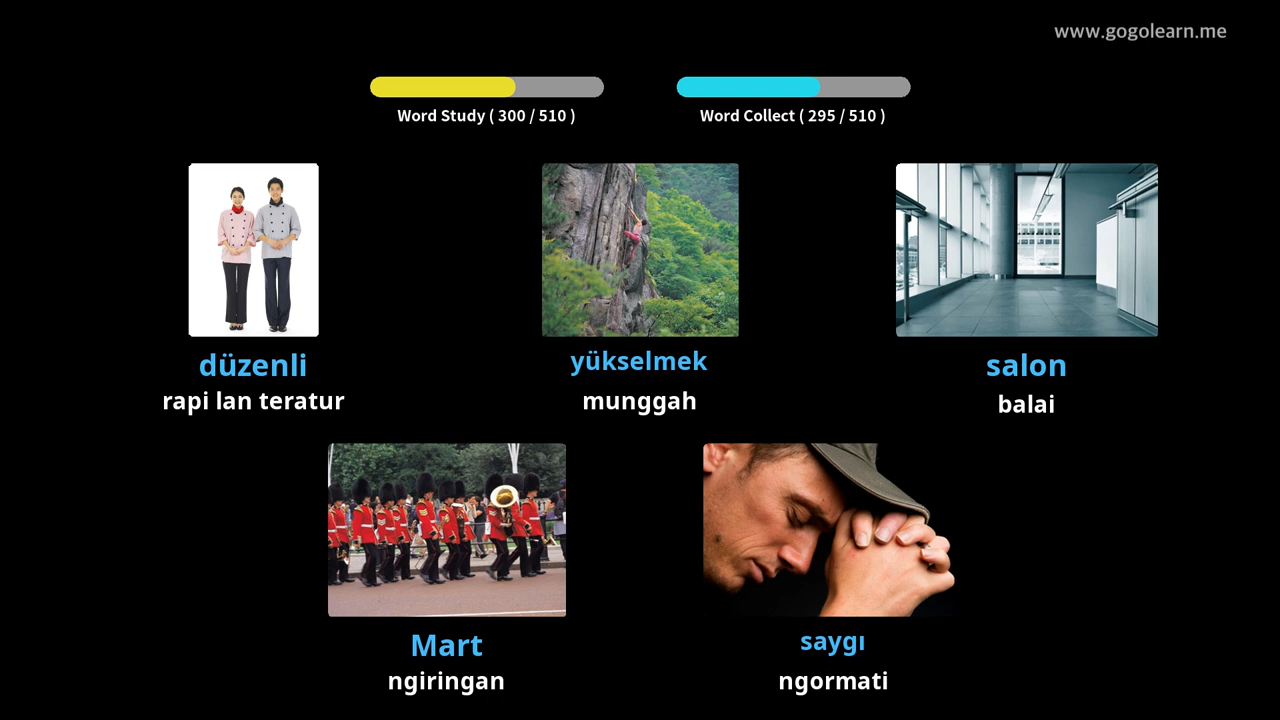 www.gogolearn.me
Word Study ( 300 / 510 )
Word Collect ( 295 / 510 )
düzenli
rapi lan teratur
yükselmek
munggah
salon
balai
Mart
ngiringan
saygı
ngormati